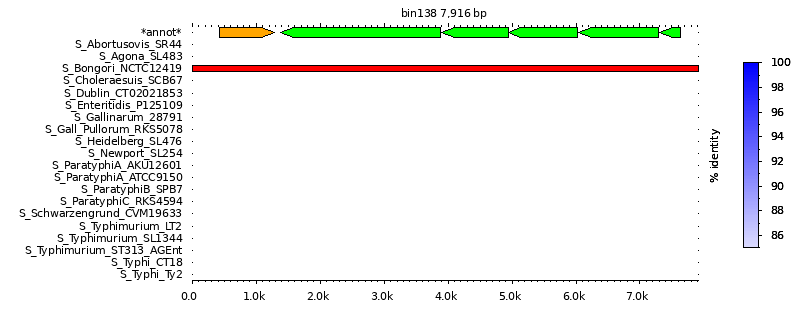 bin138 7,916 bp
*annot*
S_Abortusovis_SR44
S_Agona_SL483
S_Bongori_NCTC12419
S_Choleraesuis_SCB67
S_Dublin_CT02021853
S_Enteritidis_P125109
S_Gallinarum_28791
S_Gall_Pullorum_RKS5078
S_Heidelberg_SL476
S_Newport_SL254
S_ParatyphiA_AKU12601
S_ParatyphiA_ATCC9150
S_ParatyphiB_SPB7
S_ParatyphiC_RKS4594
S_Schwarzengrund_CVM19633
S_Typhimurium_LT2
S_Typhimurium_SL1344
S_Typhimurium_ST313_AGEnt
S_Typhi_CT18
S_Typhi_Ty2
0.0 1.0k 2.0k 3.0k 4.0k 5.0k 6.0k 7.0k
% identity
100
98
96
94
92
90
88
86